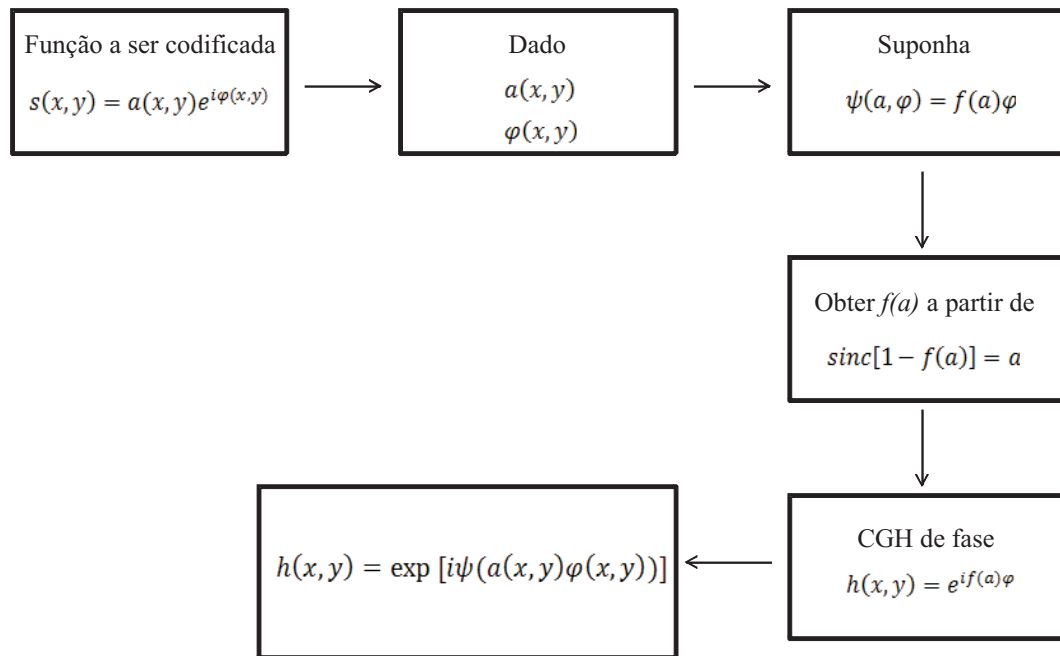 Função a ser codificada
s(x, y) = a(x, y)e^{iφ(x,y)}
Dado
a(x, y)
φ(x, y)
Suponha
ψ(a, φ) = f(a)φ
Obter f(a) a partir de
sinc[1 − f(a)] = a
CGH de fase
h(x, y) = e^{if(a)φ}
h(x, y) = exp [iψ(a(x, y)φ(x, y))]